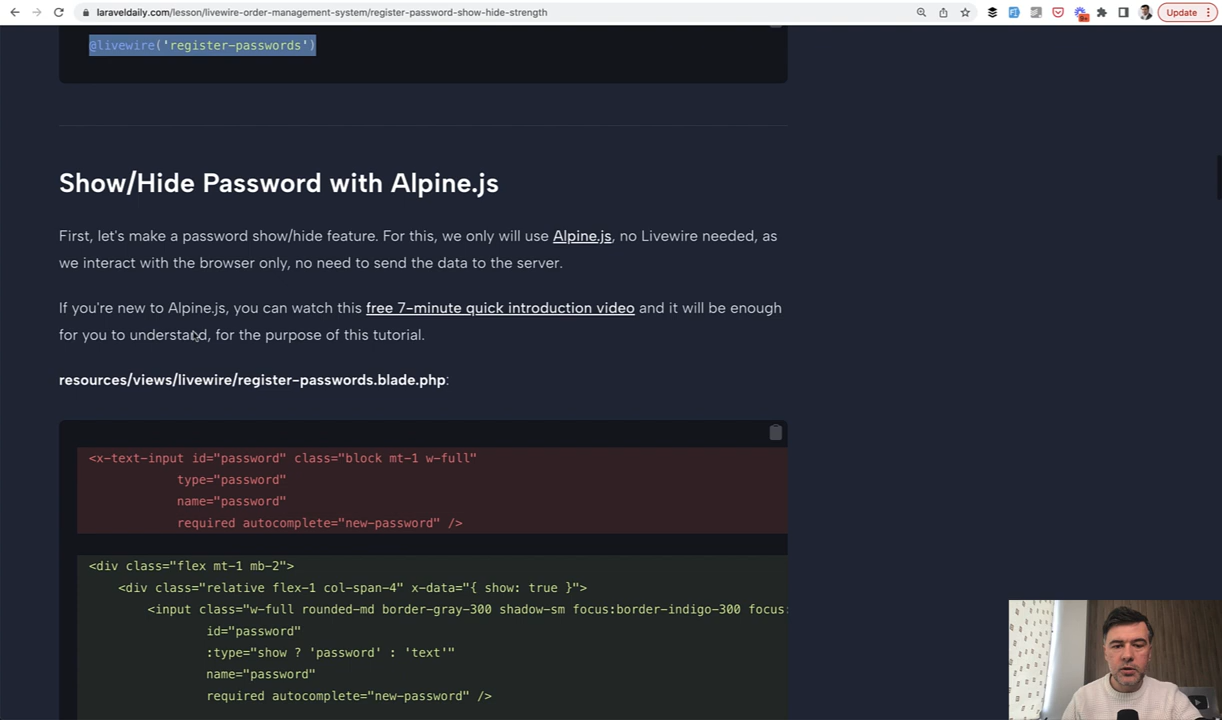 laraveldaily.com/lesson/livewire-order-management-system/register-password-show-hide-strength
Update
@livewire('register-passwords')
Show/Hide Password with Alpine.js
First, let's make a password show/hide feature. For this, we only will use Alpine.js, no Livewire needed, as
we interact with the browser only, no need to send the data to the server.
If you're new to Alpine.js, you can watch this free 7-minute quick introduction video and it will be enough
for you to understand, for the purpose of this tutorial.
resources/views/livewire/register-passwords.blade.php:
<x-text-input id="password" class="block mt-1 w-full"
type="password"
name="password"
required autocomplete="new-password" />
<div class="flex mt-1 mb-2">
<div class="relative flex-1 col-span-4" x-data="{ show: true }">
<input class="w-full rounded-md border-gray-300 shadow-sm focus:border-indigo-300 focus:
id="password"
:type="show ? 'password' : 'text'"
name="password"
required autocomplete="new-password" />